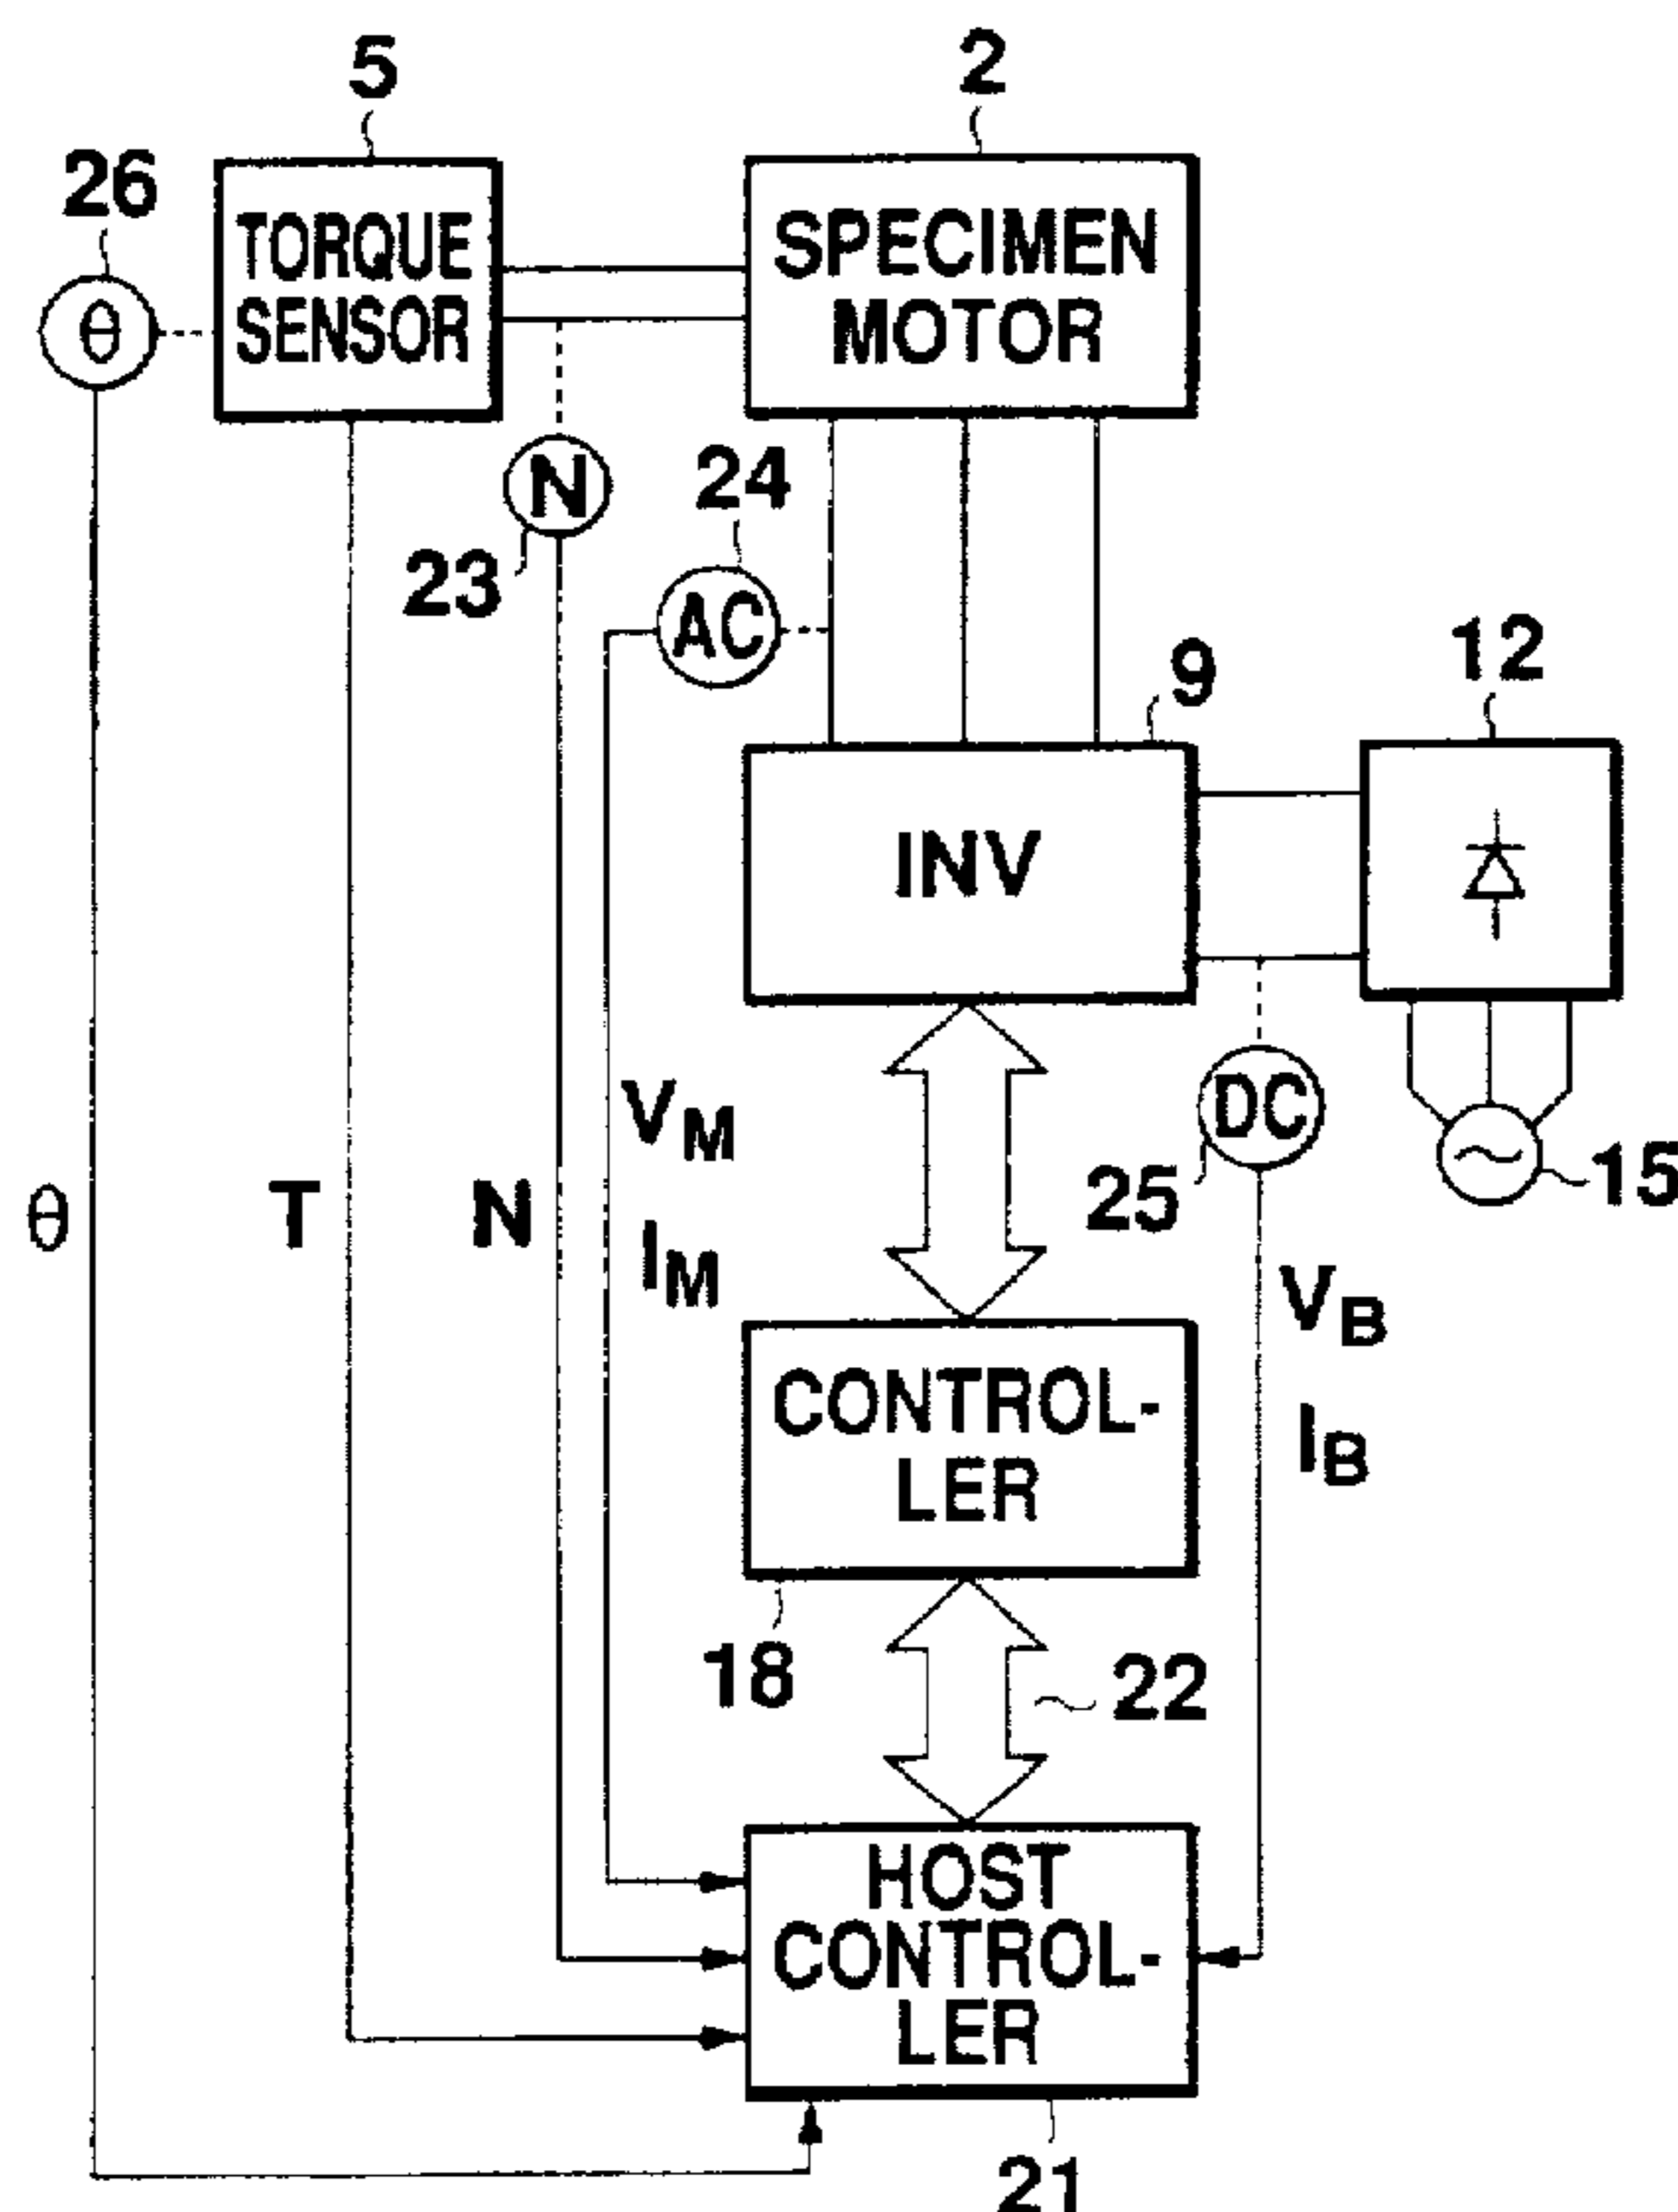 5
2
26
TORQUE
SENSOR
SPECIMEN
MOTOR
θ
N
24
23
AC
12
9
INV
DC
25
15
VM
IM
θ
T
N
VB
IB
CONTROL-
LER
18
22
HOST
CONTROL-
LER
21